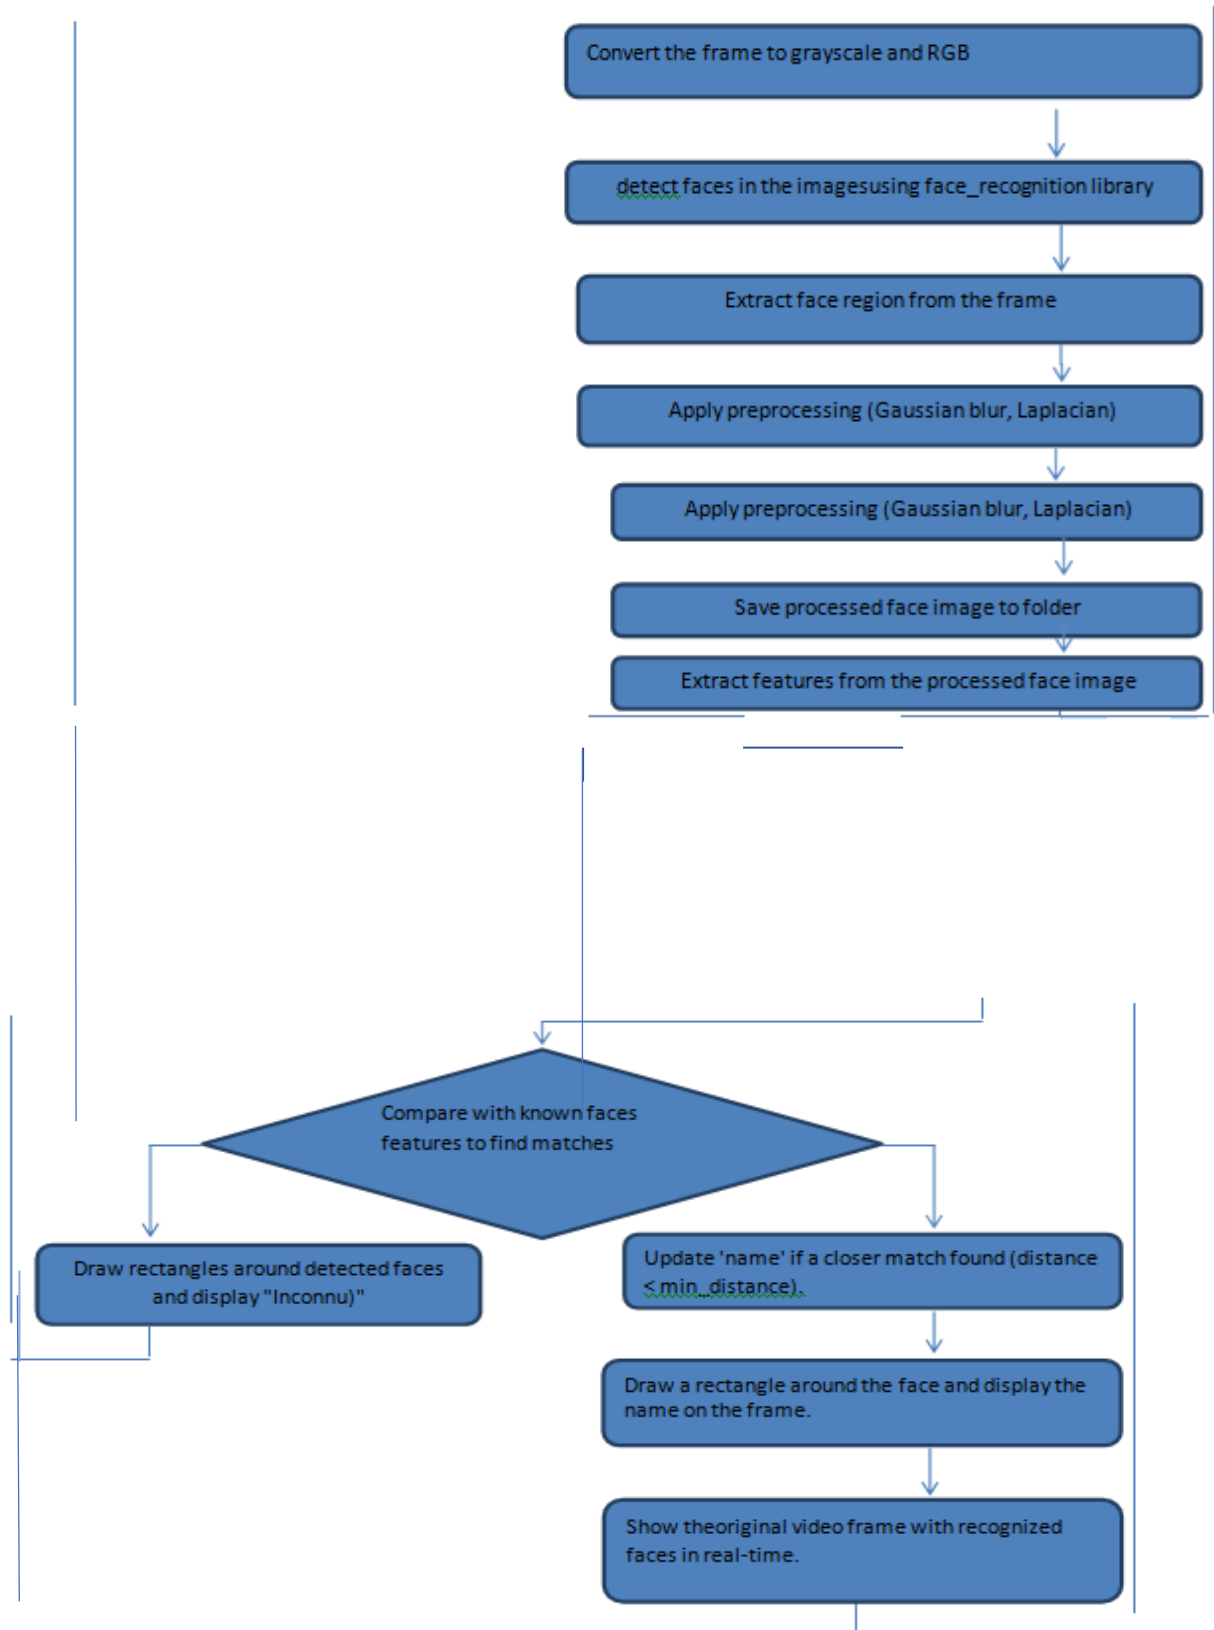 Convert the frame to grayscale and RGB
detect faces in the imagesusing face_recognition library
Extract face region from the frame
Apply preprocessing (Gaussian blur, Laplacian)
Apply preprocessing (Gaussian blur, Laplacian)
Save processed face image to folder
Extract features from the processed face image
Compare with known faces
features to find matches
Draw rectangles around detected faces
and display "Inconnu)"
Update 'name' if a closer match found (distance
< min_distance).
Draw a rectangle around the face and display the
name on the frame.
Show theoriginal video frame with recognized
faces in real-time.